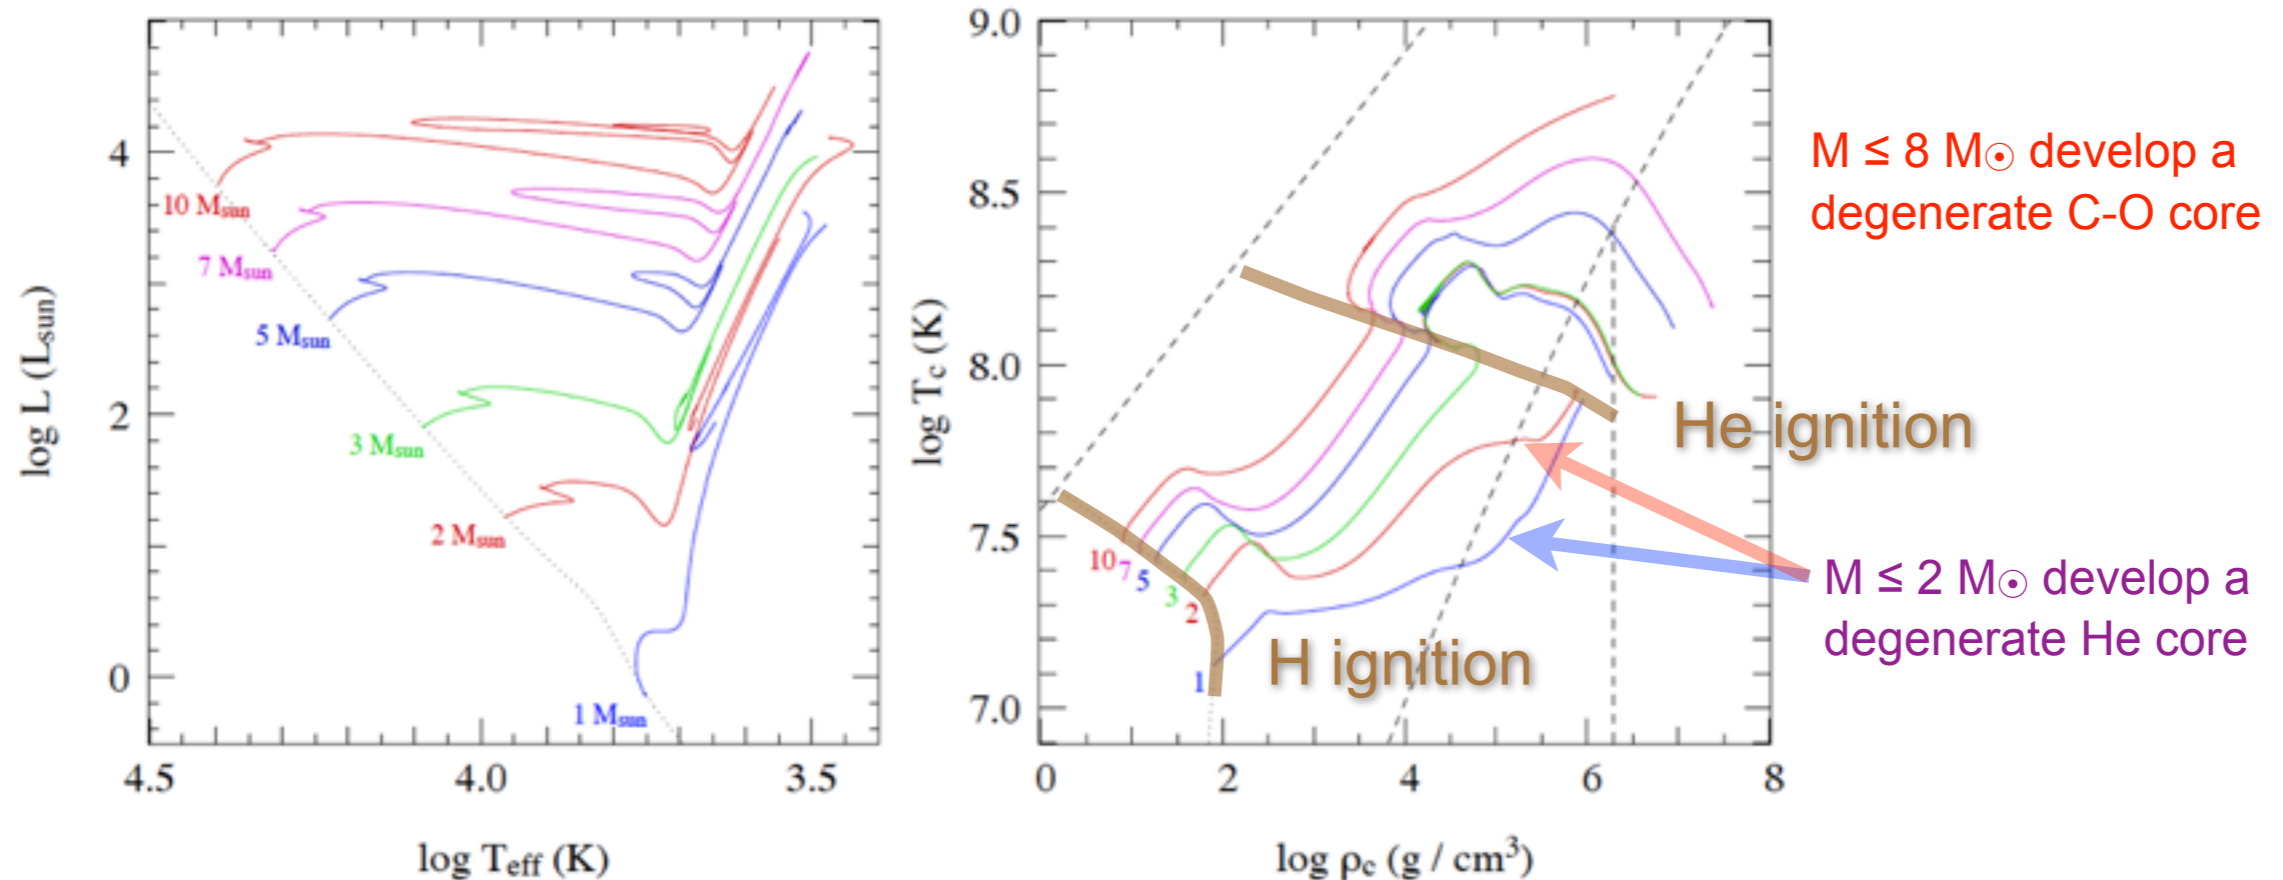 log L (Lsun)
4
2
0
10 Msun
7 Msun
5 Msun
3 Msun
2 Msun
1 Msun
4.5
4.0
3.5
log Teff (K)
log Tc (K)
9.0
8.5
8.0
7.5
7.0
10
7
5
3
2
1
H ignition
He ignition
0
2
4
6
8
log ρc (g / cm³)
M ≤ 8 M☉ develop a
degenerate C-O core
M ≤ 2 M☉ develop a
degenerate He core